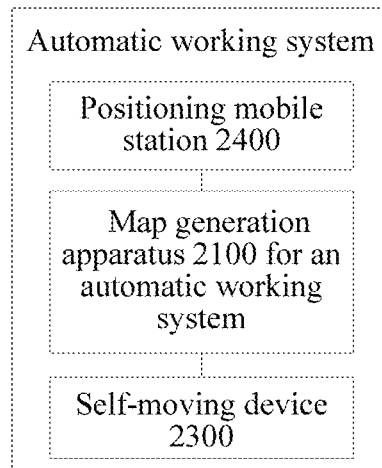 Automatic working system
Positioning mobile
station 2400
Map generation
apparatus 2100 for an
automatic working
system
Self-moving device
2300